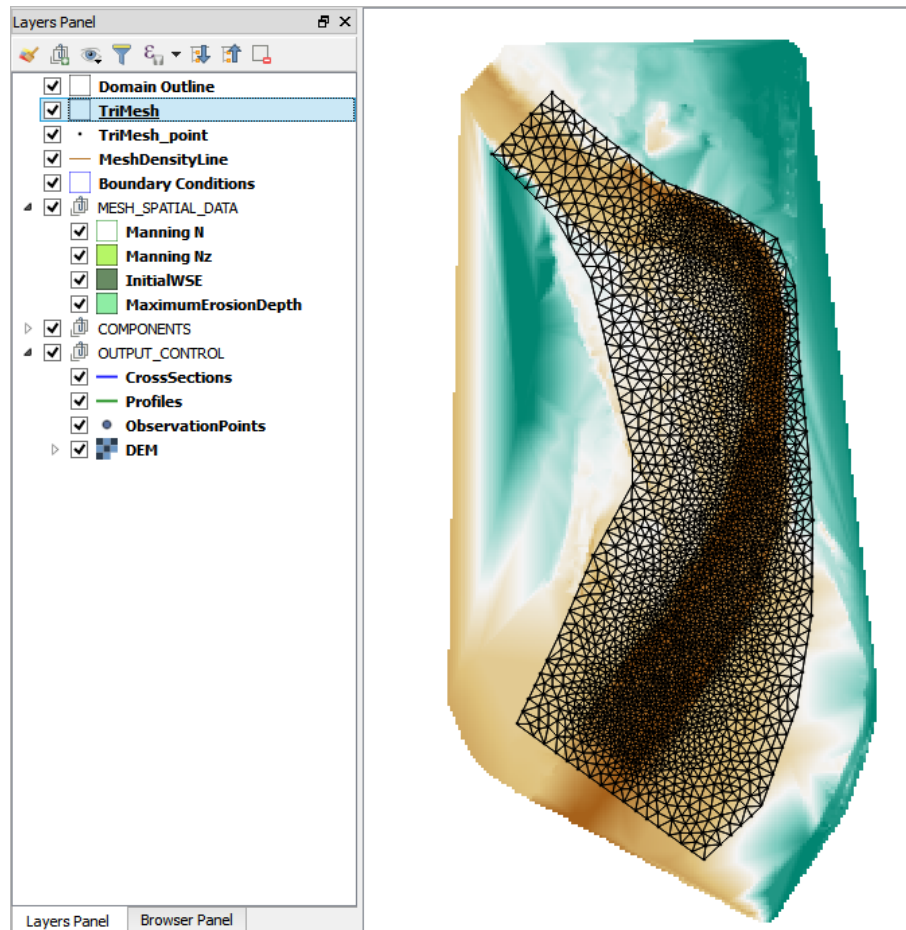 Layers Panel
Domain Outline
TriMesh
TriMesh_point
MeshDensityLine
Boundary Conditions
MESH_SPATIAL_DATA
Manning N
Manning Nz
InitialWSE
MaximumErosionDepth
COMPONENTS
OUTPUT_CONTROL
CrossSections
Profiles
ObservationPoints
DEM
Layers Panel Browser Panel